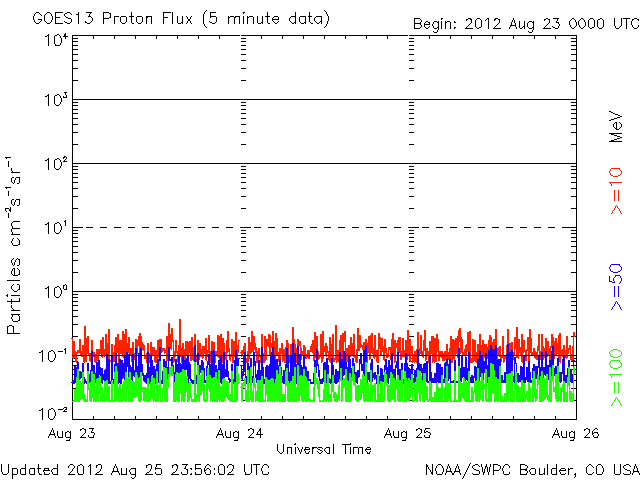 GOES13 Proton Flux (5 minute data)
Begin: 2012 Aug 23 0000 UTC
10⁴
10³
10²
10¹
10⁰
10⁻¹
10⁻²
Particles cm⁻²s⁻¹sr⁻¹
MeV
>=10
>=50
>=100
Aug 23
Aug 24
Aug 25
Aug 26
Universal Time
Updated 2012 Aug 25 23:56:02 UTC
NOAA/SWPC Boulder, CO USA